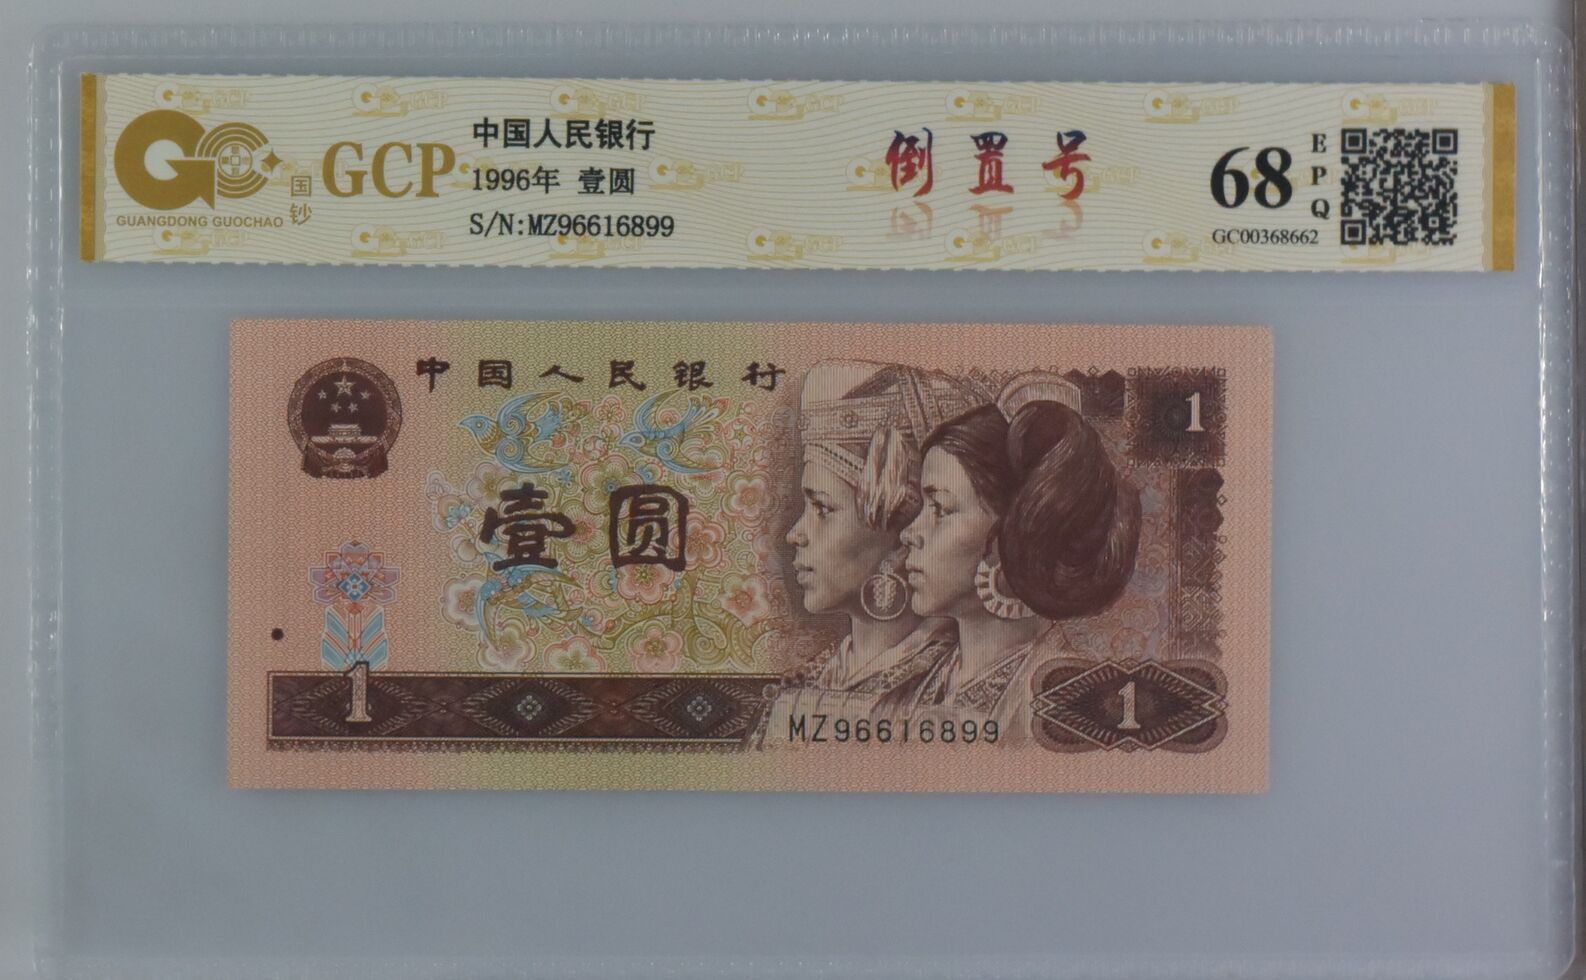 GUANGDONG GUOCHAO
国钞
GCP
中国人民银行
1996年 壹圆
S/N:MZ96616899
倒置号
68
EPQ
GC00368662
中国人民银行
1
壹圆
1
1
MZ96616899